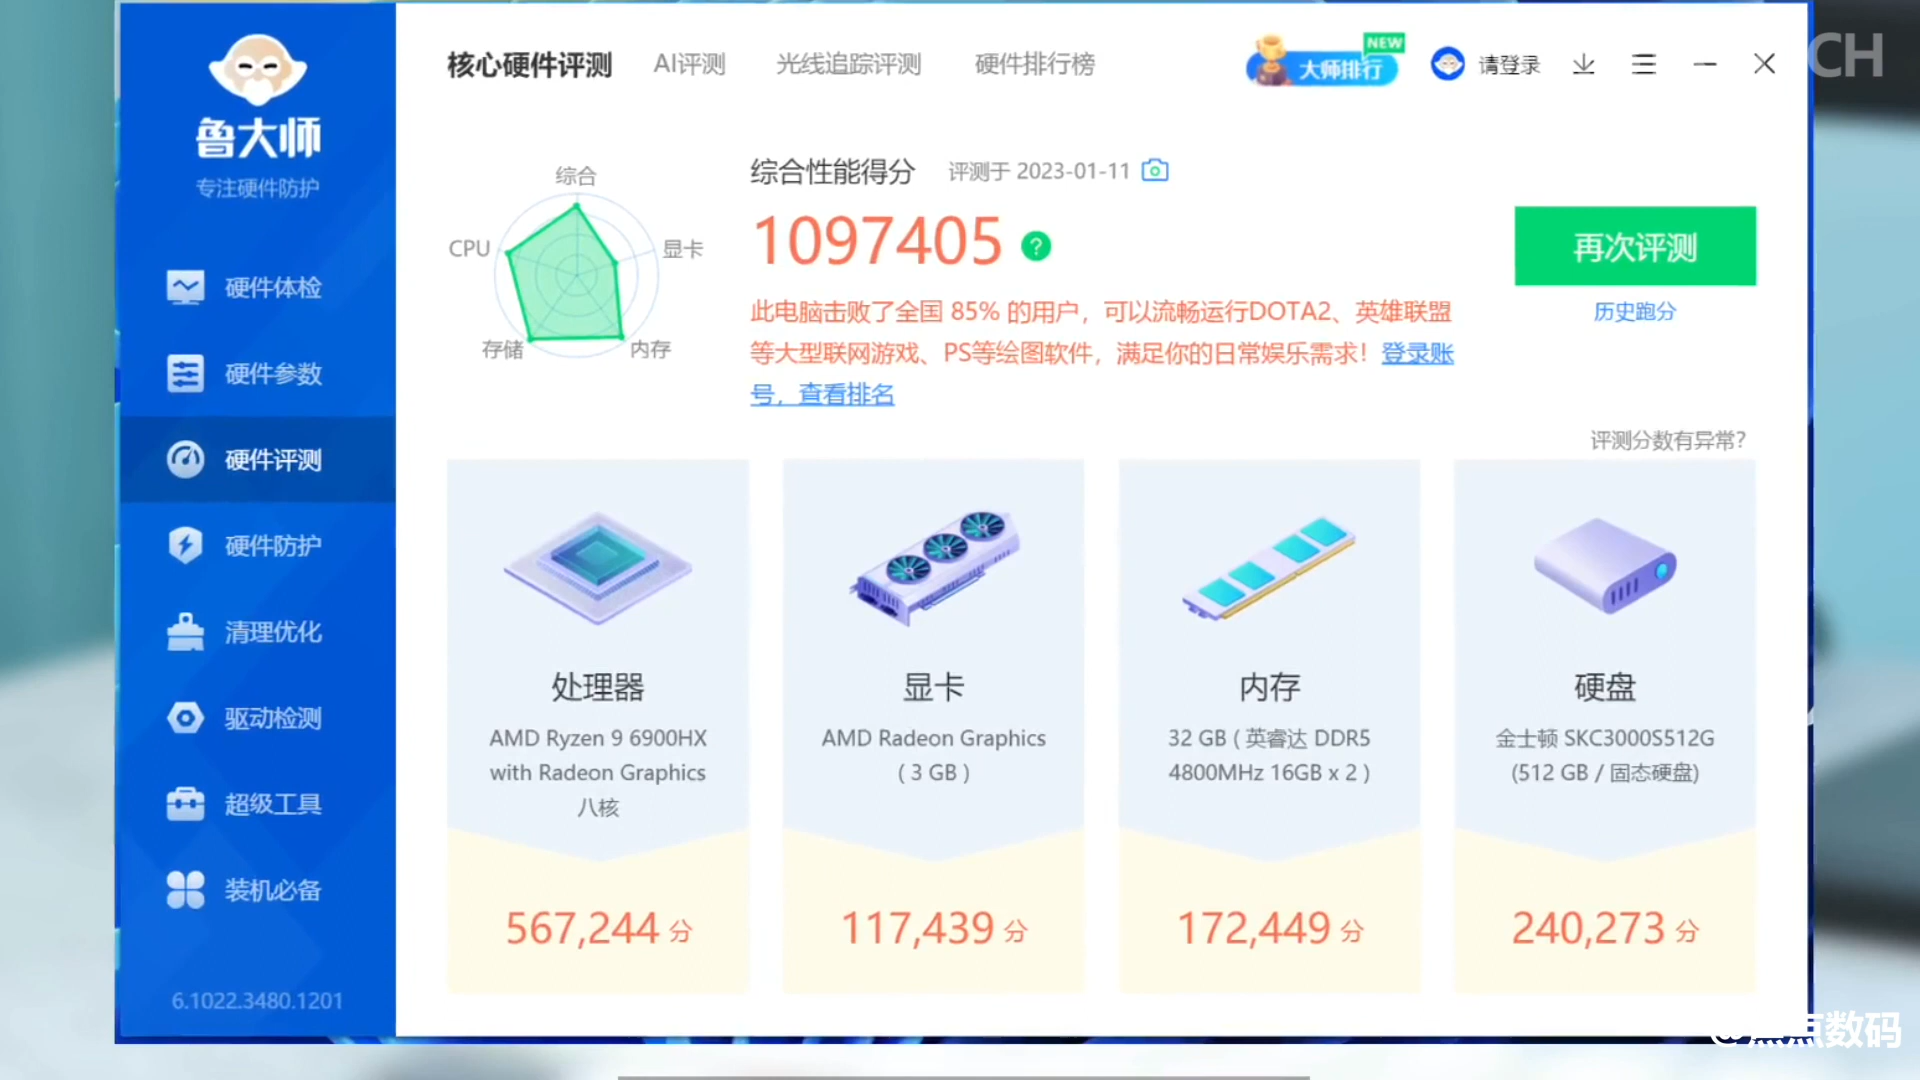 鲁大师
专注硬件防护
硬件体检
硬件参数
硬件评测
硬件防护
清理优化
驱动检测
超级工具
装机必备
6.1022.3480.1201
核心硬件评测 AI评测 光线追踪评测 硬件排行榜
大师排行
NEW
请登录
CH
综合
CPU
显卡
存储
内存
综合性能得分 评测于 2023-01-11
1097405
此电脑击败了全国 85% 的用户，可以流畅运行DOTA2、英雄联盟
等大型联网游戏、PS等绘图软件，满足你的日常娱乐需求！登录账
号，查看排名
再次评测
历史跑分
评测分数有异常?
处理器
AMD Ryzen 9 6900HX
with Radeon Graphics
八核
567,244 分
显卡
AMD Radeon Graphics
( 3 GB )
117,439 分
内存
32 GB ( 英睿达 DDR5
4800MHz 16GB x 2 )
172,449 分
硬盘
金士顿 SKC3000S512G
(512 GB / 固态硬盘)
240,273 分
点数码